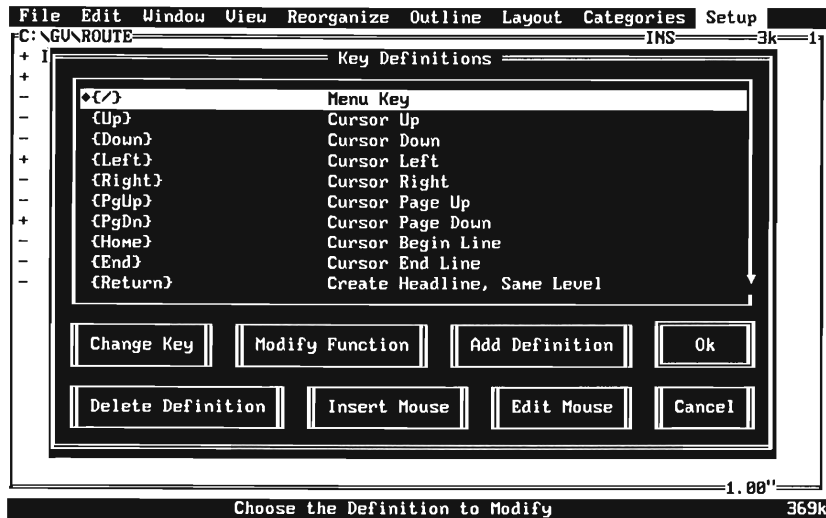 File Edit Window View Reorganize Outline Layout Categories Setup
C:\GV\ROUTE INS 3k 1
+ I Key Definitions
+
- ♦{/} Menu Key
- {Up} Cursor Up
- {Down} Cursor Down
+ {Left} Cursor Left
- {Right} Cursor Right
- {PgUp} Cursor Page Up
+ {PgDn} Cursor Page Down
- {Home} Cursor Begin Line
- {End} Cursor End Line
- {Return} Create Headline, Same Level
Change Key Modify Function Add Definition Ok
Delete Definition Insert Mouse Edit Mouse Cancel
1.00"
Choose the Definition to Modify 369k